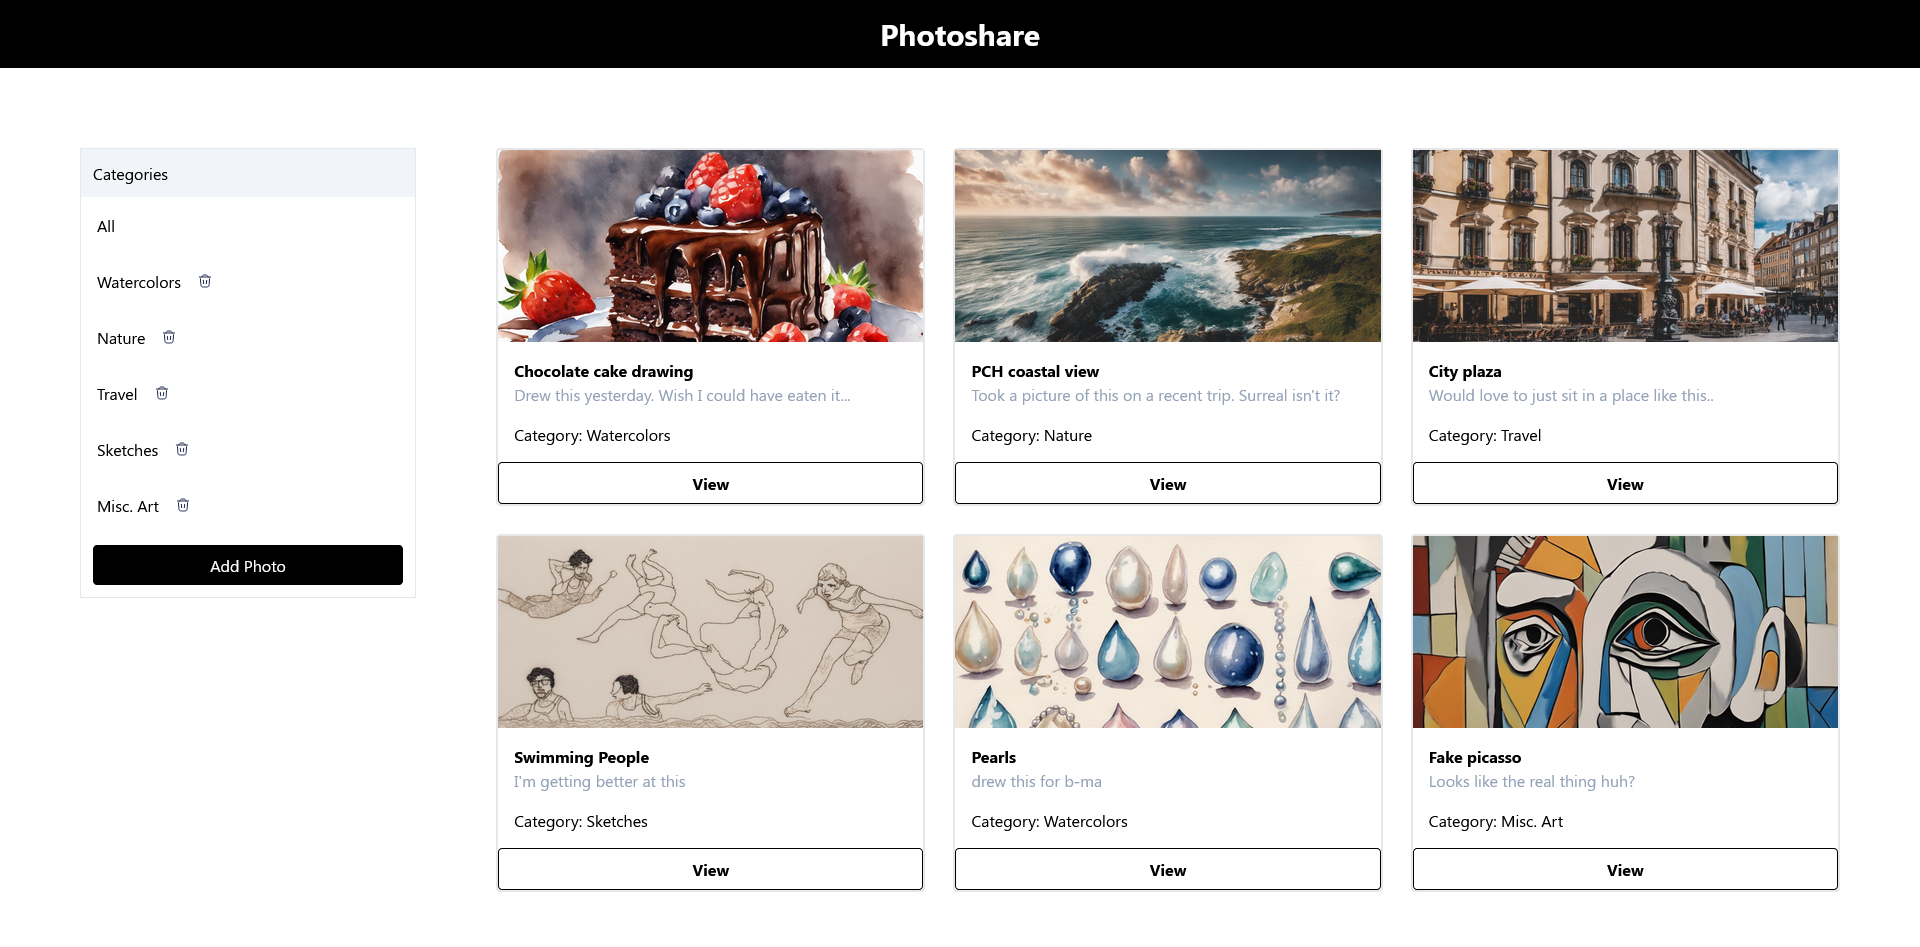 Photoshare
Categories
All
Watercolors
Nature
Travel
Sketches
Misc. Art
Add Photo
Chocolate cake drawing
Drew this yesterday. Wish I could have eaten it...
Category: Watercolors
View
PCH coastal view
Took a picture of this on a recent trip. Surreal isn't it?
Category: Nature
View
City plaza
Would love to just sit in a place like this..
Category: Travel
View
Swimming People
I'm getting better at this
Category: Sketches
View
Pearls
drew this for b-ma
Category: Watercolors
View
Fake picasso
Looks like the real thing huh?
Category: Misc. Art
View